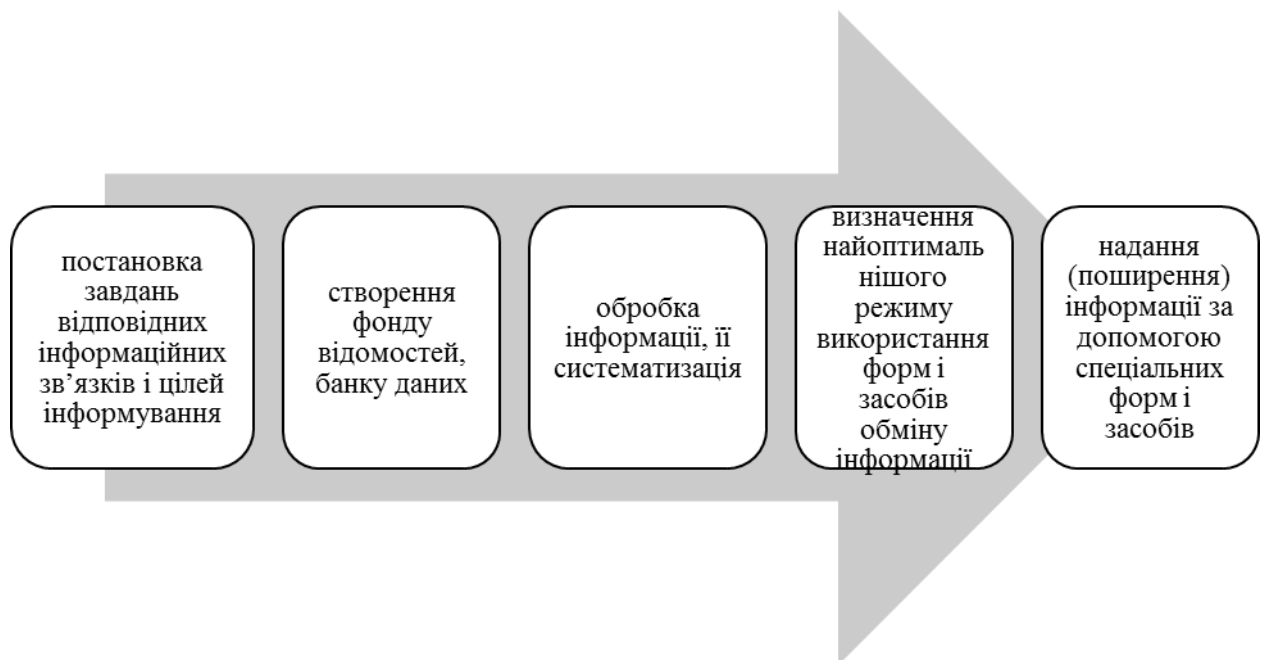 постановка
завдань
відповідних
інформаційних
зв’язків і цілей
інформування
створення
фонду
відомостей,
банку даних
обробка
інформації, її
систематизація
визначення
найоптималь
нішого
режиму
використання
форм і
засобів
обміну
інформації
надання
(поширення)
інформації за
допомогою
спеціальних
форм і
засобів